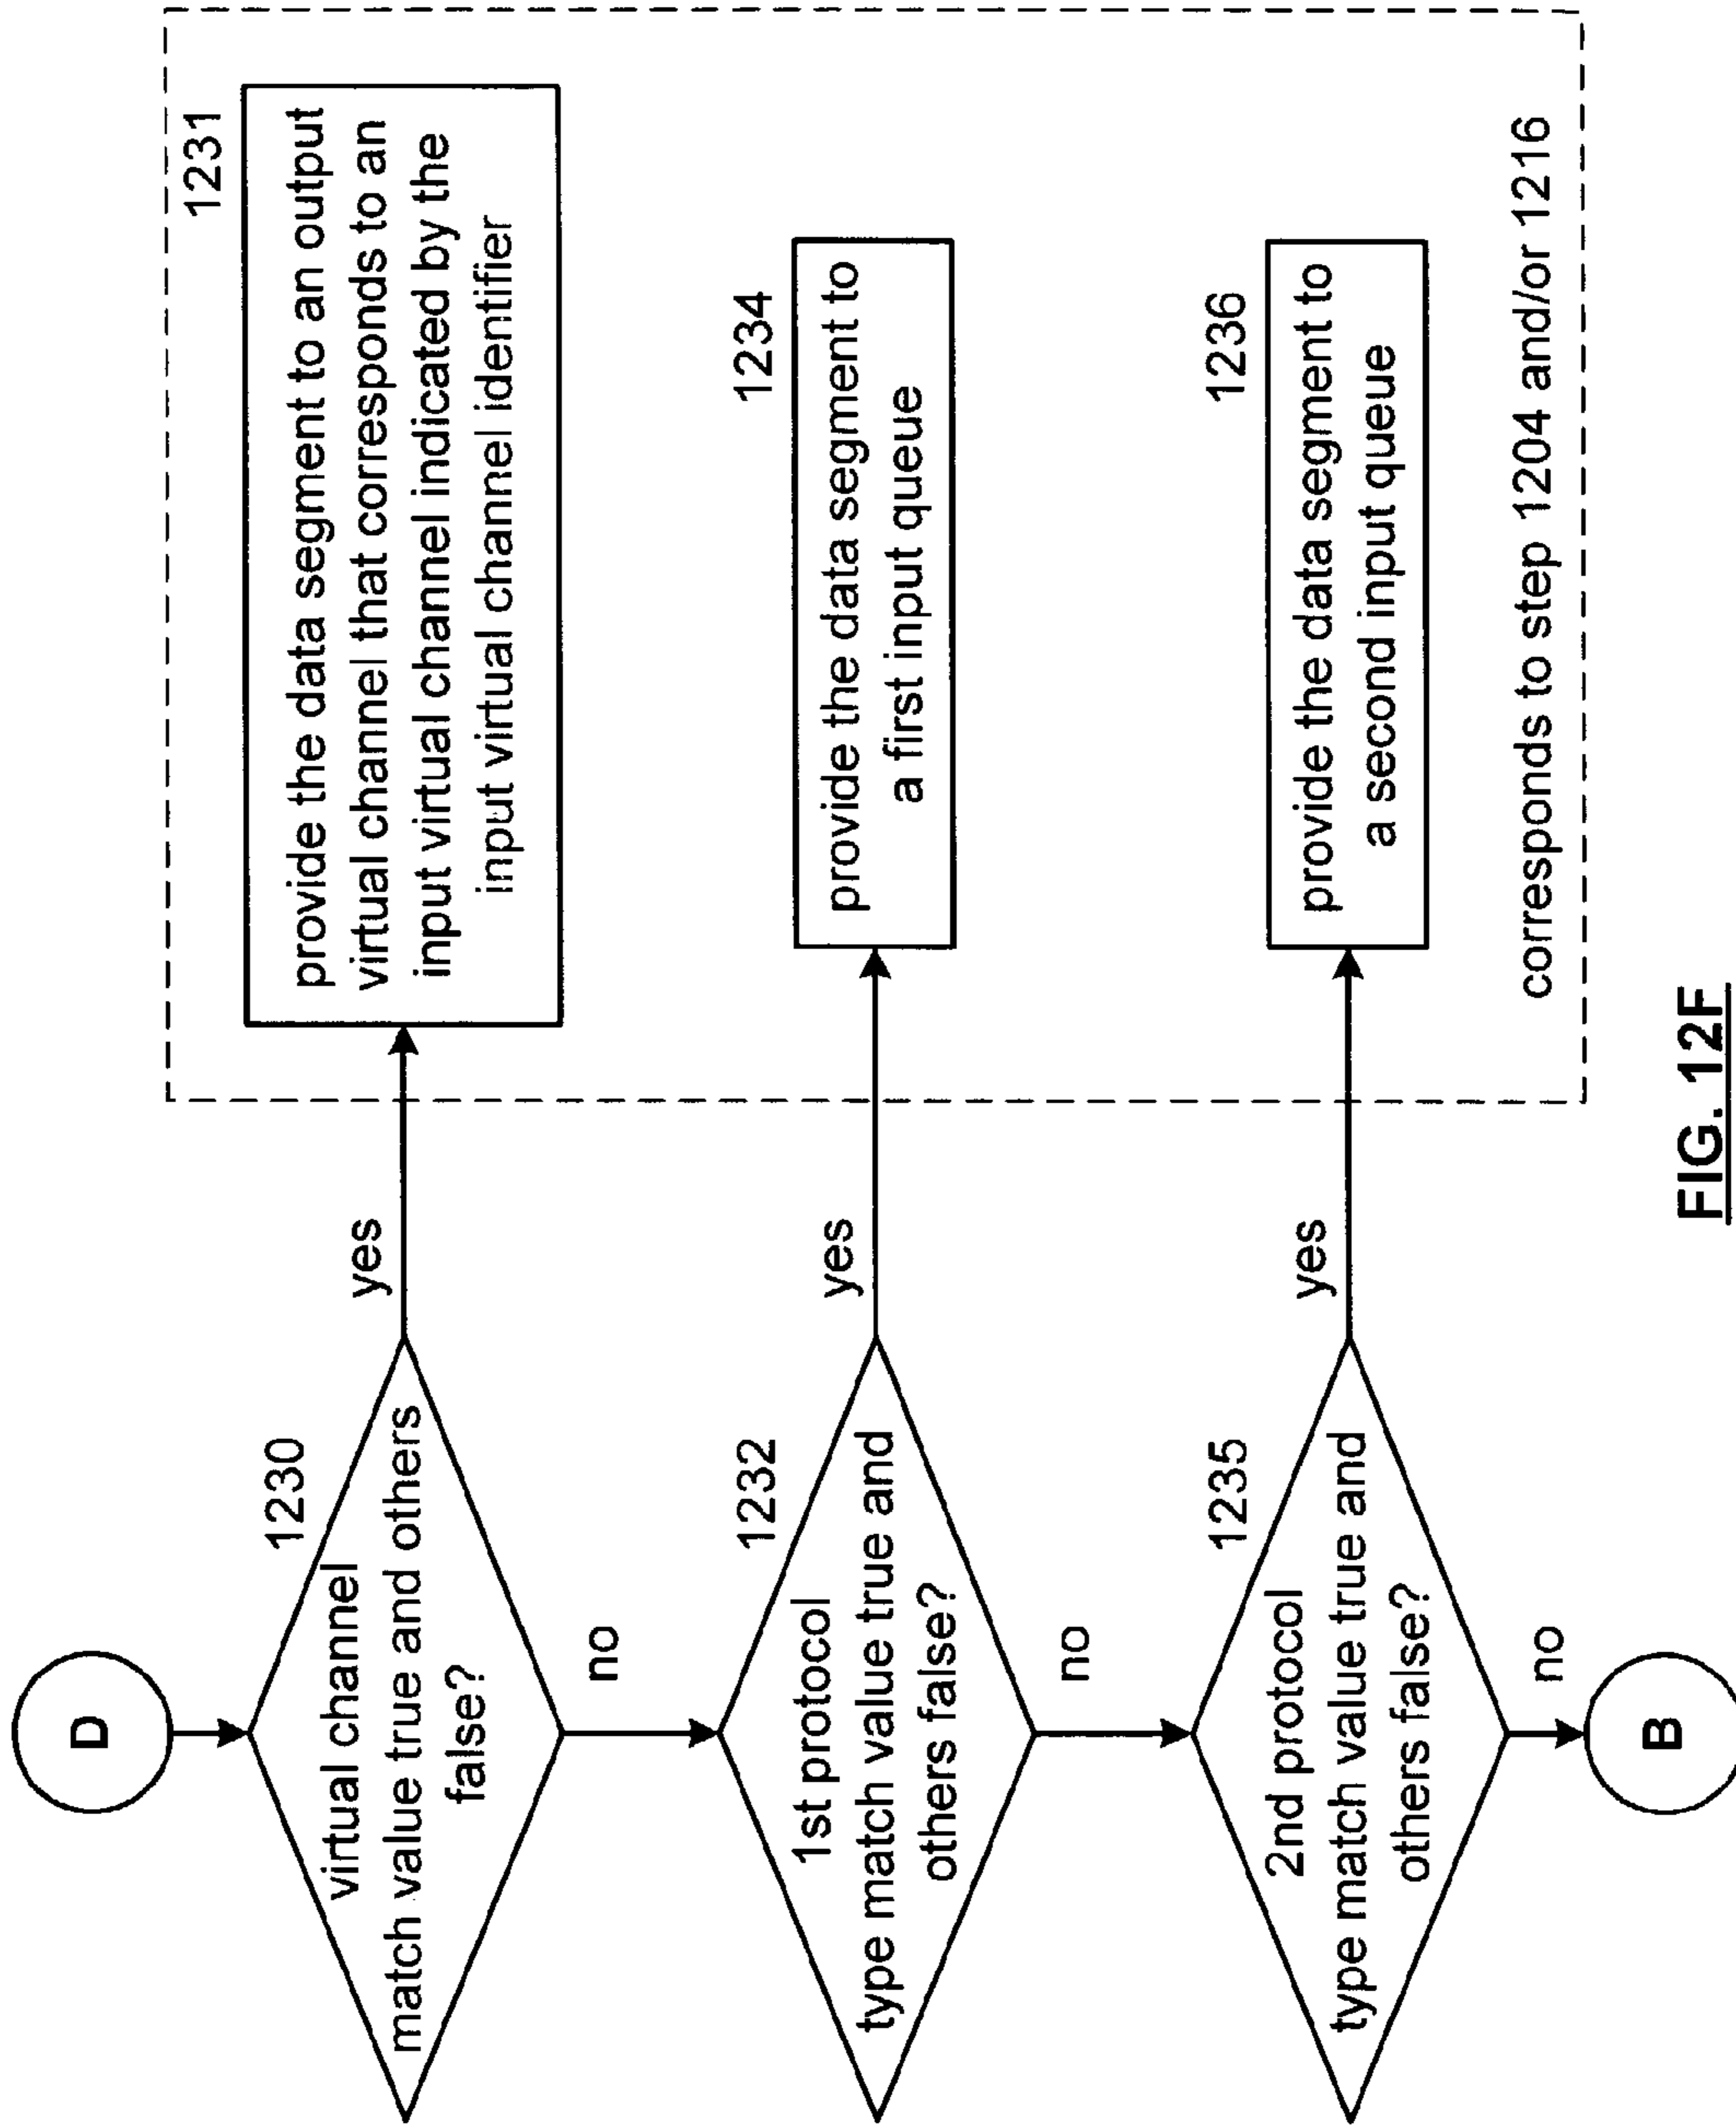 D
1230
virtual channel
match value true and others
false?
yes
1231
provide the data segment to an output
virtual channel that corresponds to an
input virtual channel indicated by the
input virtual channel identifier
no
1232
1st protocol
type match value true and
others false?
yes
1234
provide the data segment to
a first input queue
no
1235
2nd protocol
type match value true and
others false?
yes
1236
provide the data segment to
a second input queue
no
B
corresponds to step 1204 and/or 1216
FIG. 12F